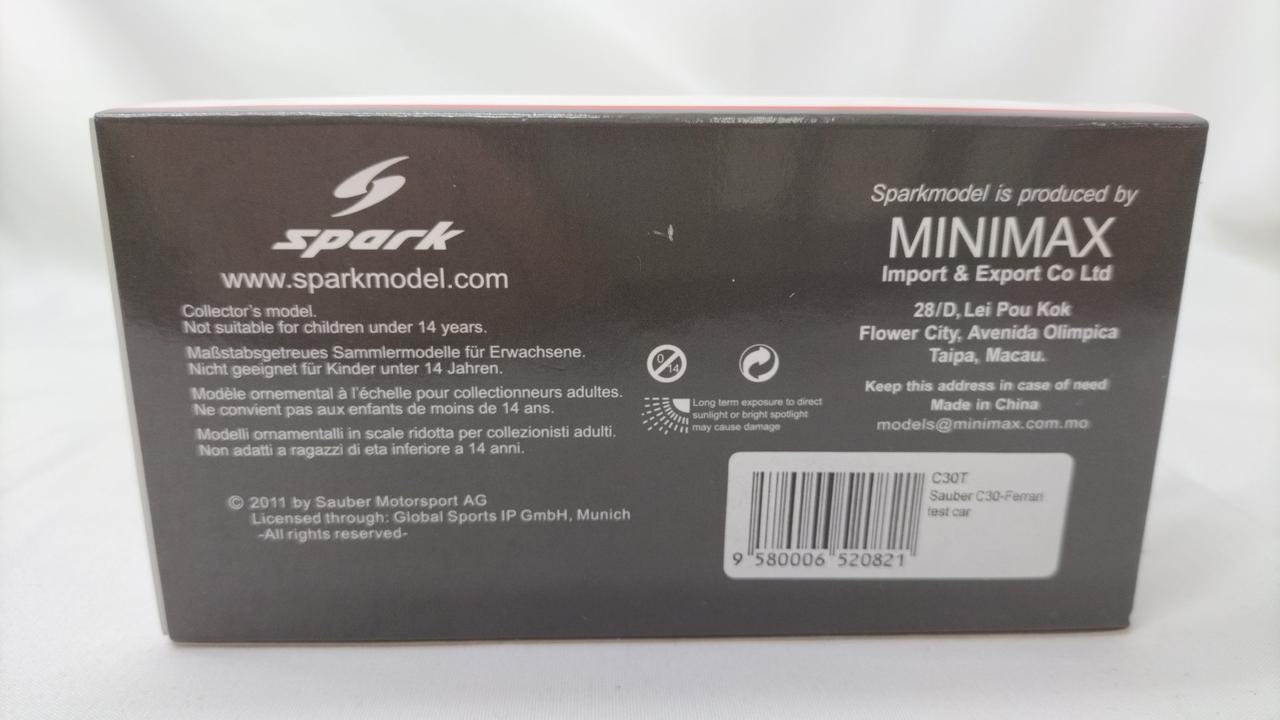 spark
www.sparkmodel.com
Collector's model.
Not suitable for children under 14 years.
Maßstabsgetreues Sammlermodelle für Erwachsene.
Nicht geeignet für Kinder unter 14 Jahren.
Modèle ornemental à l'échelle pour collectionneurs adultes.
Ne convient pas aux enfants de moins de 14 ans.
Modelli ornamentalli in scale ridotta per collezionisti adulti.
Non adatti a ragazzi di eta inferiore a 14 anni.
© 2011 by Sauber Motorsport AG
Licensed through: Global Sports IP GmbH, Munich
-All rights reserved-
0
14
Long term exposure to direct
sunlight or bright spotlight
may cause damage
Sparkmodel is produced by
MINIMAX
Import & Export Co Ltd
28/D, Lei Pou Kok
Flower City, Avenida Olimpica
Taipa, Macau.
Keep this address in case of need
Made in China
models@minimax.com.mo
C30T
Sauber C30-Ferrari
test car
9 580006 520821